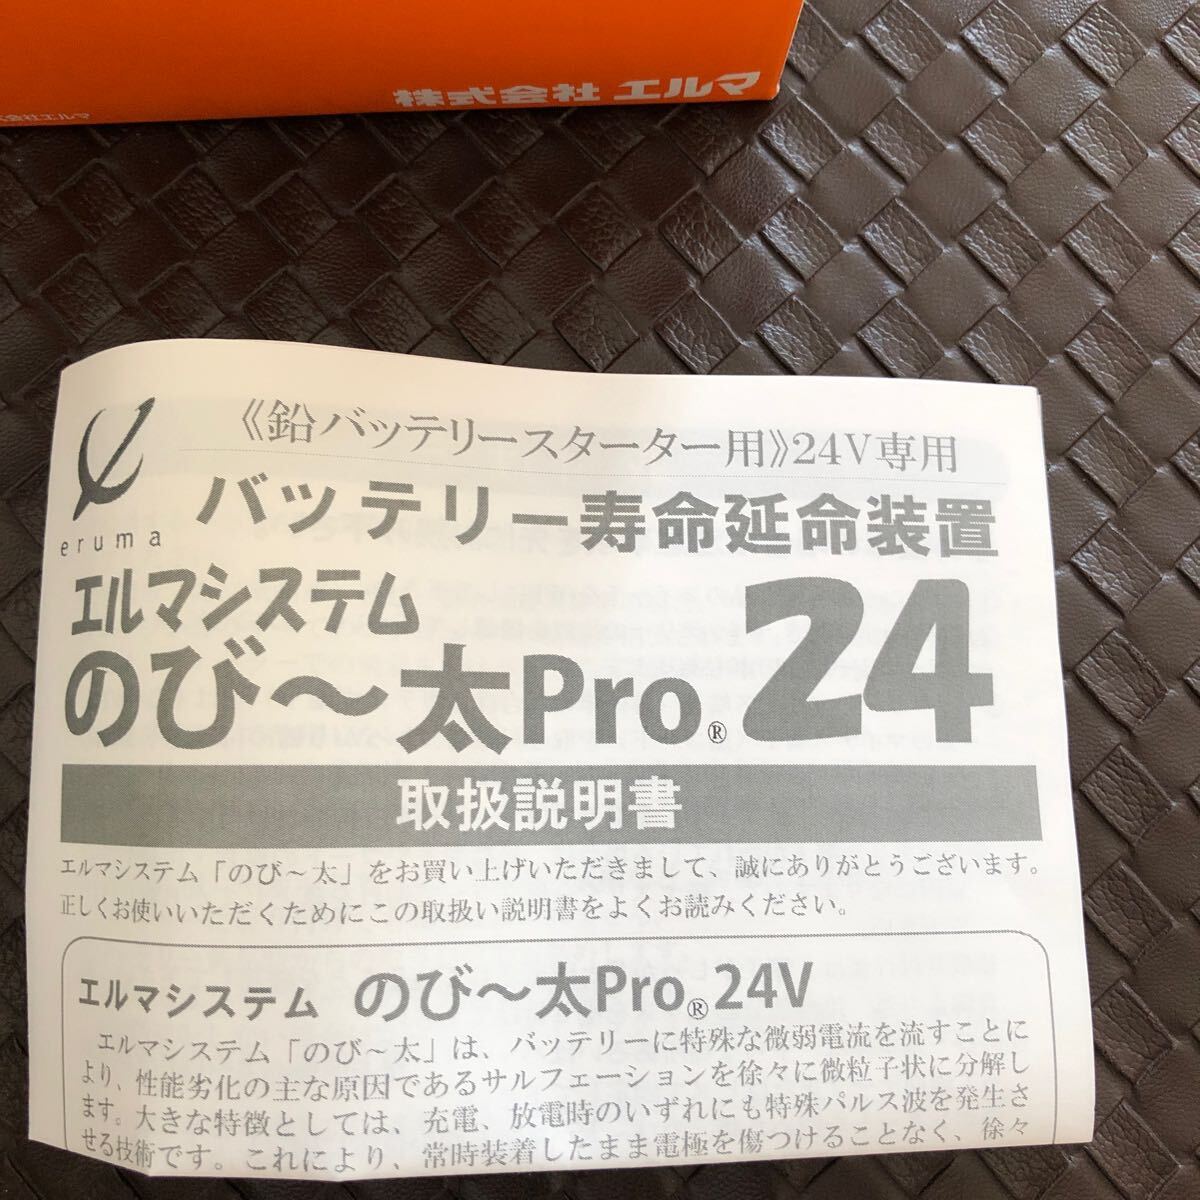 株式会社 エルマ
式会社エルマ
《鉛バッテリースターター用》24V専用
eruma
バッテリー寿命延命装置
エルマシステム
のび～太Pro® 24
取扱説明書
エルマシステム「のび～太」をお買い上げいただきまして、誠にありがとうございます。
正しくお使いいただくためにこの取扱い説明書をよくお読みください。
エルマシステム のび～太Pro® 24V
エルマシステム「のび～太」は、バッテリーに特殊な微弱電流を流すことに
より、性能劣化の主な原因であるサルフェーションを徐々に微粒子状に分解し
ます。大きな特徴としては、充電、放電時のいずれにも特殊パルス波を発生さ
せる技術です。これにより、常時装着したまま電極を傷つけることなく、徐々